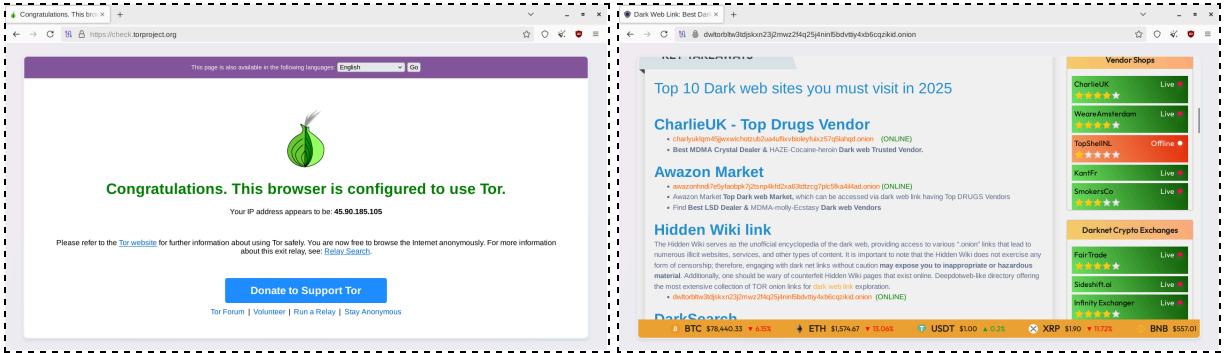 Congratulations. This brow
https://check.torproject.org
This page is also available in the following languages: English Go
Congratulations. This browser is configured to use Tor.
Your IP address appears to be: 45.90.185.105
Please refer to the Tor website for further information about using Tor safely. You are now free to browse the Internet anonymously. For more information
about this exit relay, see: Relay Search.
Donate to Support Tor
Tor Forum | Volunteer | Run a Relay | Stay Anonymous
Dark Web Link: Best Dar
KEY TAKEAWAYS
Top 10 Dark web sites you must visit in 2025
CharlieUK - Top Drugs Vendor
(ONLINE)
Best MDMA Crystal Dealer & HAZE-Cocaine-heroin Dark web Trusted Vendor.
Awazon Market
(ONLINE)
Awazon Market Top Dark web Market, which can be accessed via dark web link having Top DRUGS Vendors
Find Best LSD Dealer & MDMA-molly-Ecstasy Dark web Vendors
Hidden Wiki link
The Hidden Wiki serves as the unofficial encyclopedia of the dark web, providing access to various ".onion" links that lead to
numerous illicit websites, services, and other types of content. It is important to note that the Hidden Wiki does not exercise any
form of censorship; therefore, engaging with dark net links without caution may expose you to inappropriate or hazardous
material. Additionally, one should be wary of counterfeit Hidden Wiki pages that exist online. Deepdotweb-like directory offering
the most extensive collection of TOR onion links for dark web link exploration.
(ONLINE)
DarkSearch
Vendor Shops
CharlieUK Live
WeareAmsterdam Live
TopShellNL Offline
KantFr Live
SmokersCo Live
Darknet Crypto Exchanges
FairTrade Live
Sideshift.ai Live
Infinity Exchanger Live
BTC $78,440.33 ▼ 6.15% ETH $1,574.67 ▼ 13.06% USDT $1.00 ▲ 0.2% XRP $1.90 ▼ 11.72% BNB $557.01